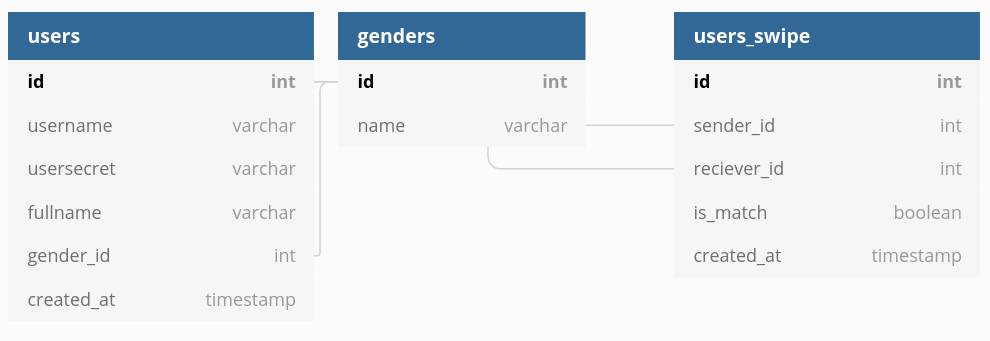 users
id int
username varchar
usersecret varchar
fullname varchar
gender_id int
created_at timestamp
genders
id int
name varchar
users_swipe
id int
sender_id int
reciever_id int
is_match boolean
created_at timestamp